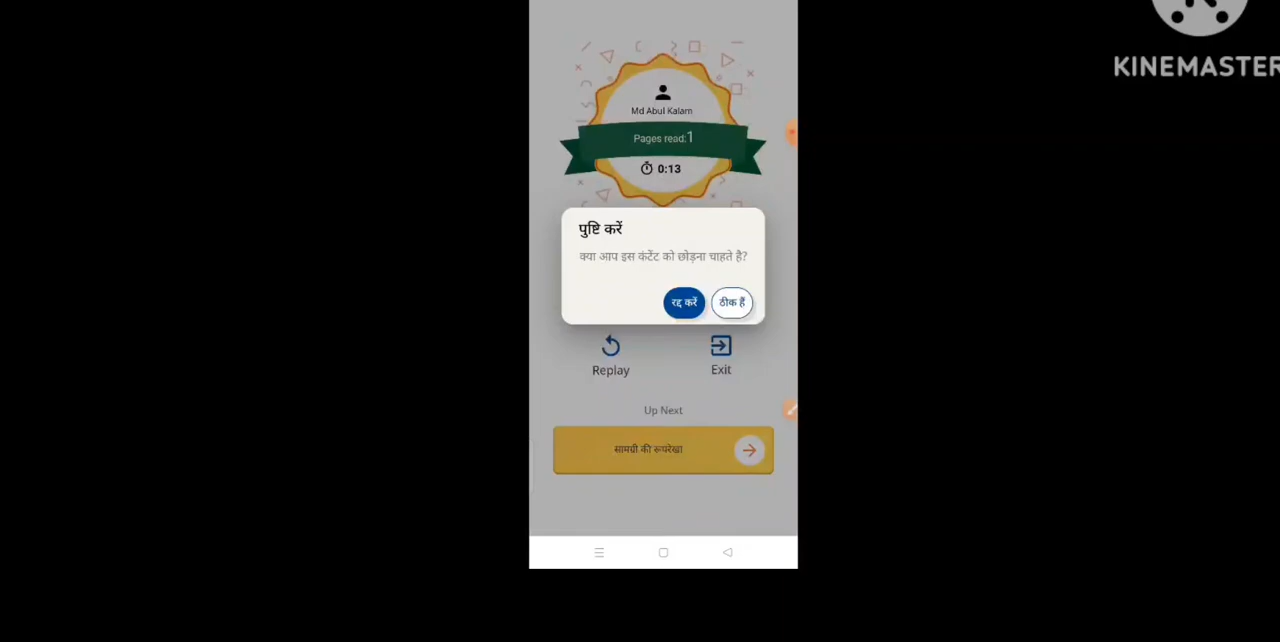 KINEMASTER
Md Abul Kalam
Pages read:1
0:13
पुष्टि करें
क्या आप इस कंटेंट को छोड़ना चाहते है?
रद्द करें
ठीक हैं
Replay
Exit
Up Next
सामग्री की रूपरेखा